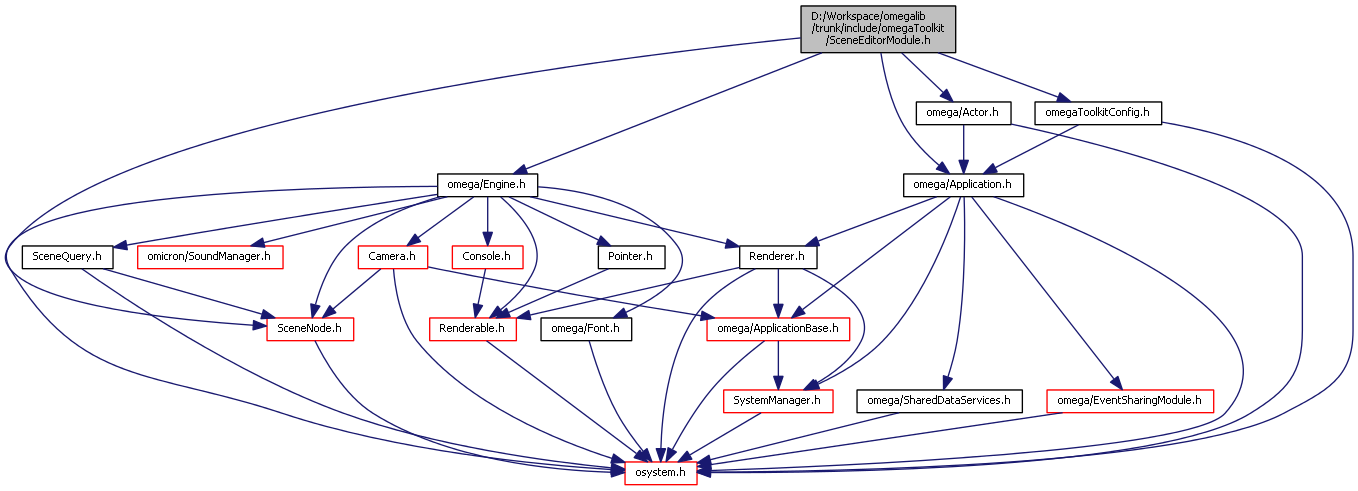 D:/Workspace/omegalib
/trunk/include/omegaToolkit
/SceneEditorModule.h
omega/Actor.h
omegaToolkitConfig.h
omega/Engine.h
omega/Application.h
SceneQuery.h
omicron/SoundManager.h
Camera.h
Console.h
Pointer.h
Renderer.h
SceneNode.h
Renderable.h
omega/Font.h
omega/ApplicationBase.h
SystemManager.h
omega/SharedDataServices.h
omega/EventSharingModule.h
osystem.h